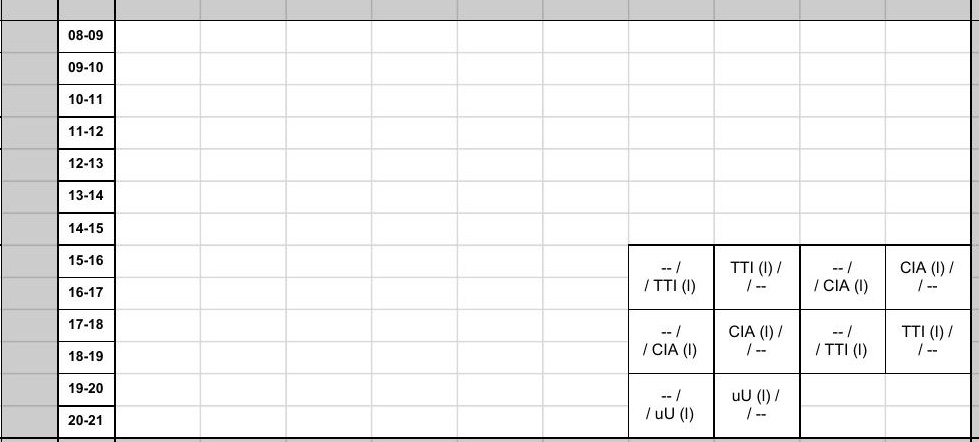 08-09
09-10
10-11
11-12
12-13
13-14
14-15
15-16
16-17
-- /
/ TTI (l)
TTI (l) /
/ --
-- /
/ CIA (l)
CIA (l) /
/ --
17-18
18-19
-- /
/ CIA (l)
CIA (l) /
/ --
-- /
/ TTI (l)
TTI (l) /
/ --
19-20
20-21
-- /
/ uU (l)
uU (l) /
/ --